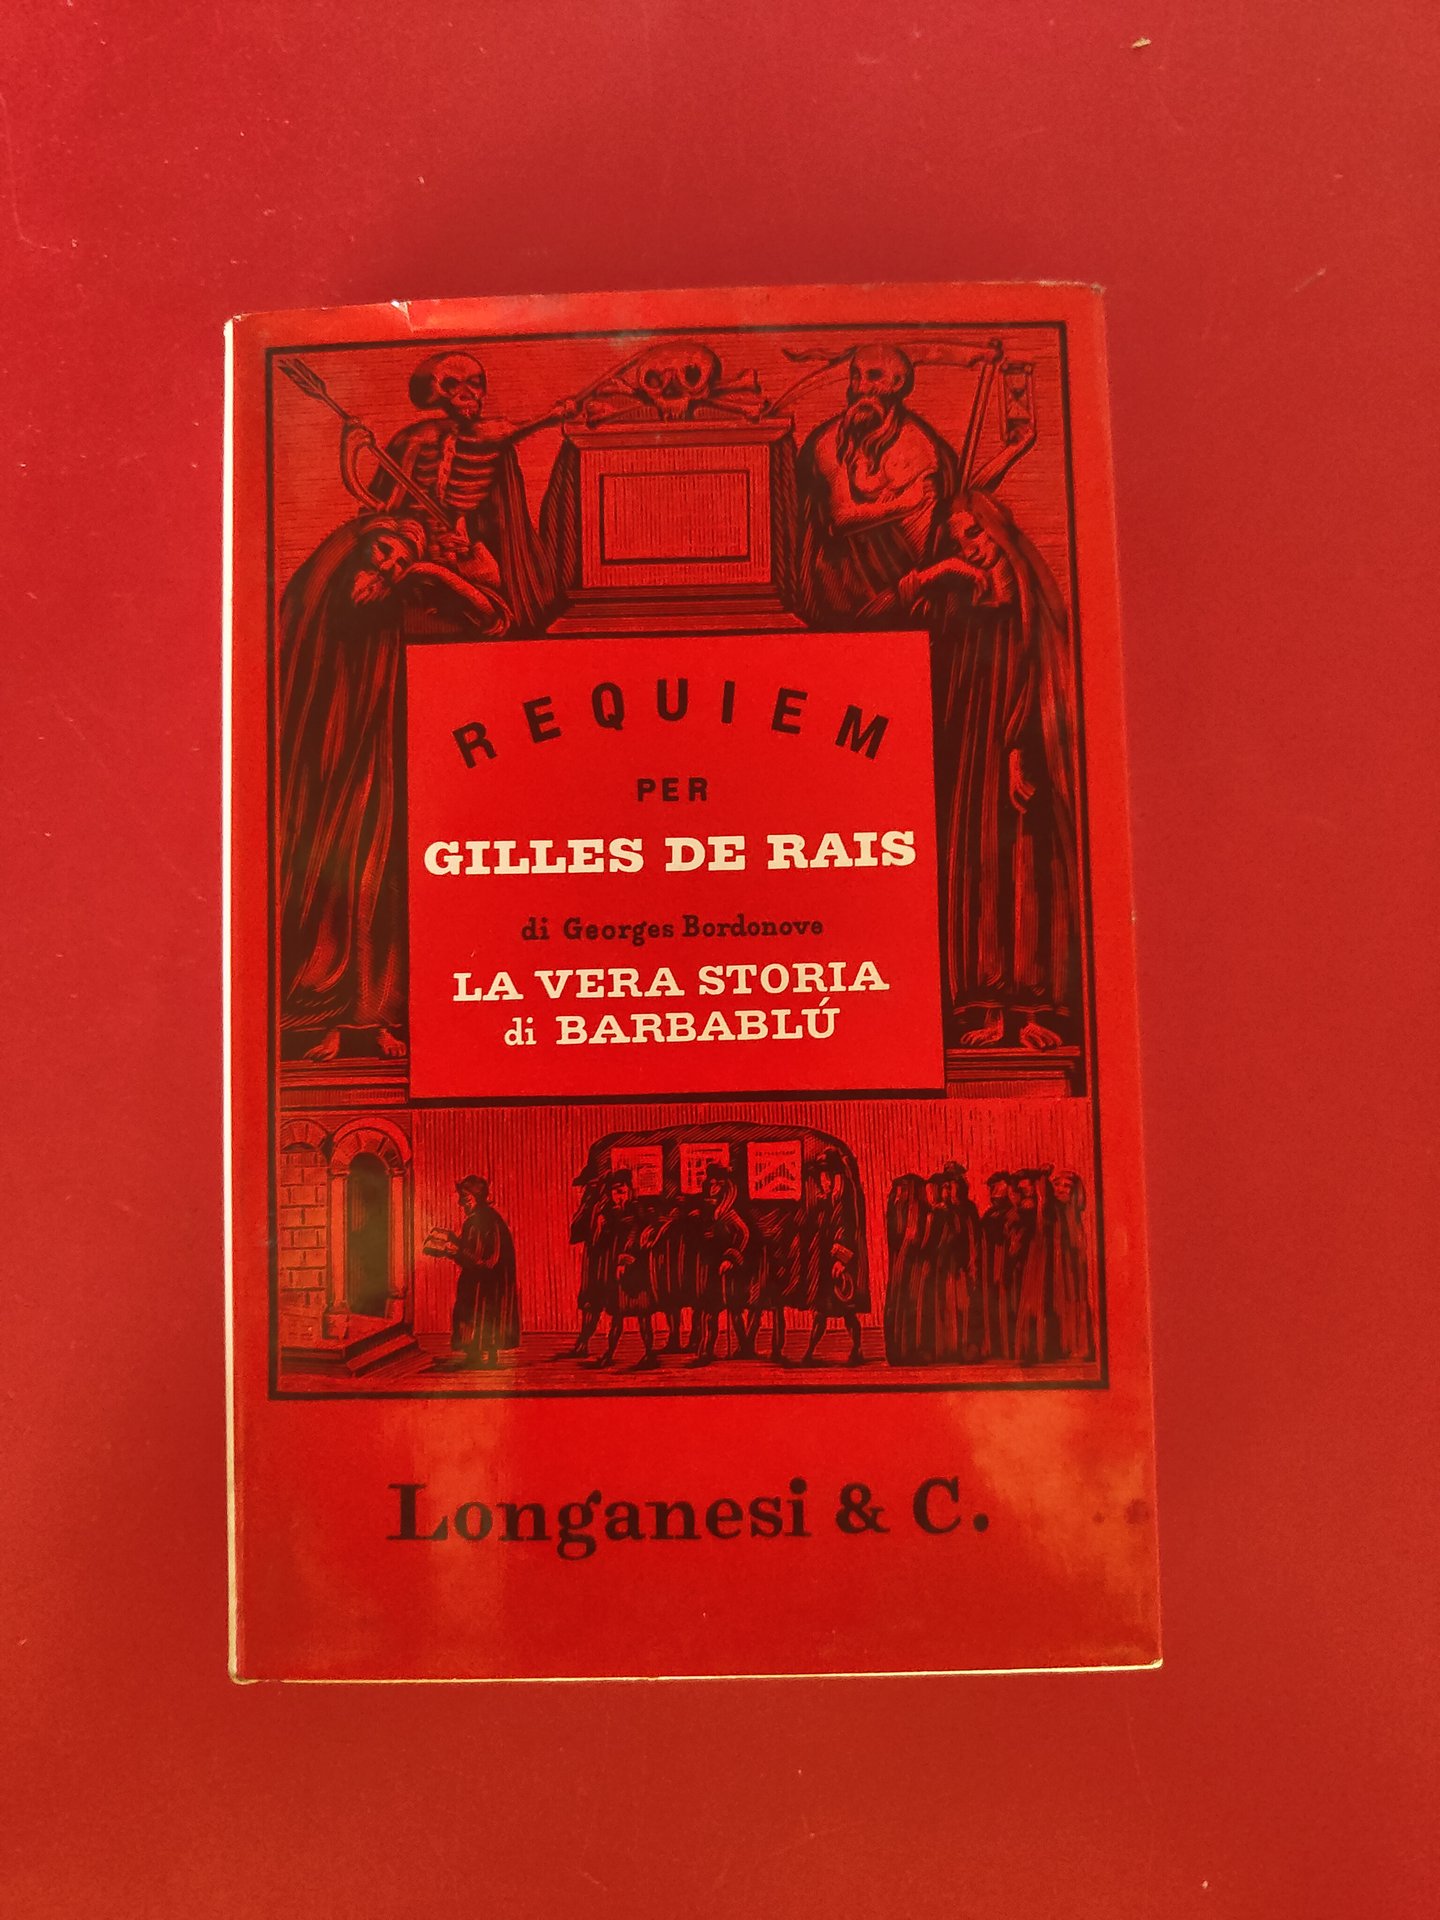 REQUIEM
PER
GILLES DE RAIS
di Georges Bordonove
LA VERA STORIA
di BARBABLÚ
Longanesi & C.